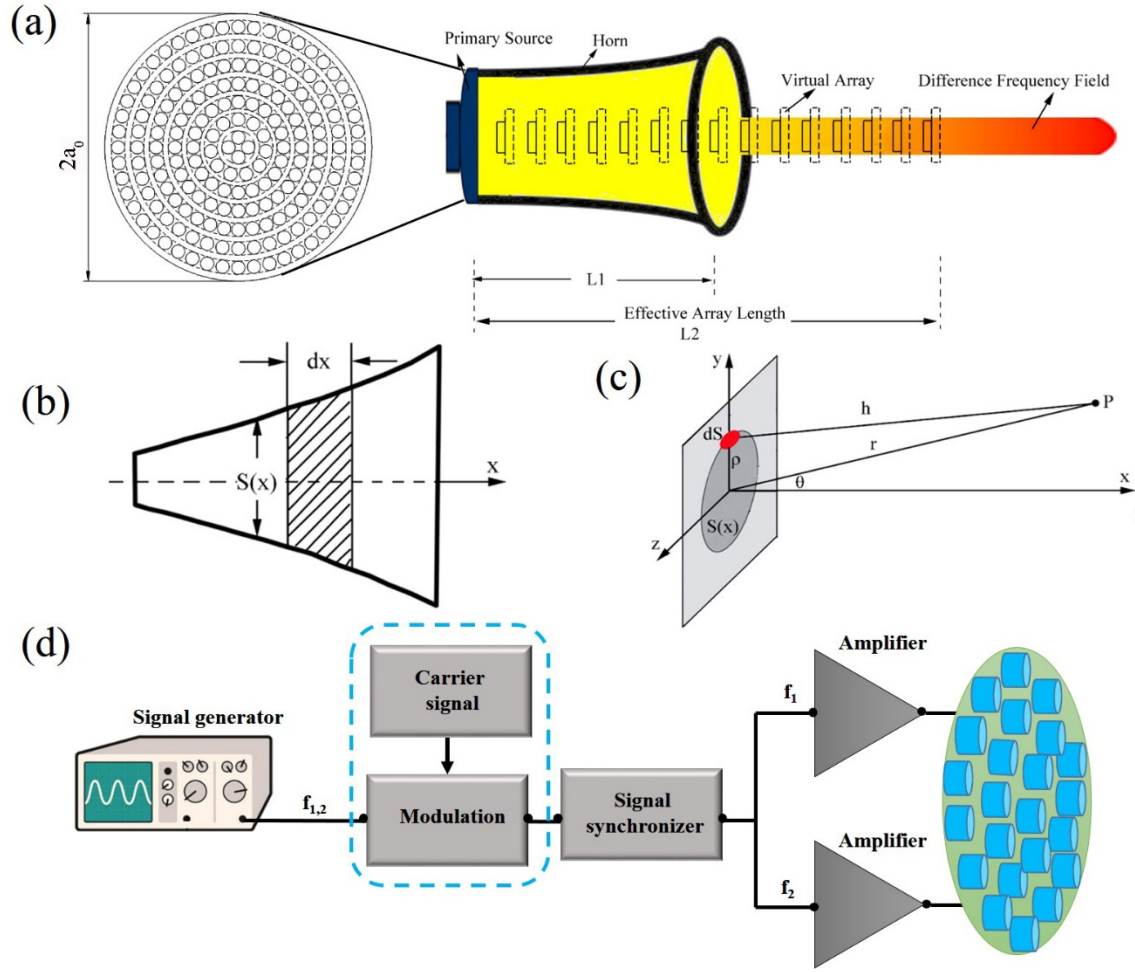 (a)
2a₀
Primary Source
Horn
Virtual Array
Difference Frequency Field
L1
Effective Array Length
L2
(b)
dx
S(x)
x
(c)
y
h
P
dS
ρ
r
θ
x
S(x)
z
(d)
Signal generator
f₁,₂
Carrier
signal
Modulation
Signal
synchronizer
Amplifier
f₁
Amplifier
f₂